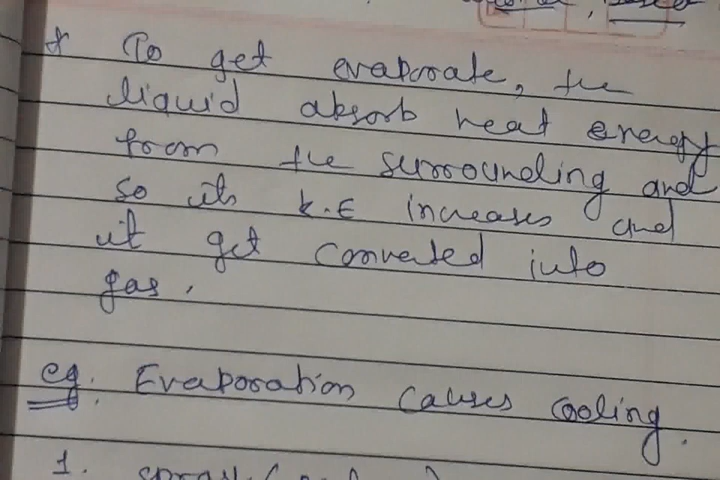 * To get evaporate, the
liquid absorb heat energy
from the surrounding and
so its K.E increases and
it get converted into
gas.
eg. Evaporation causes cooling.
1.